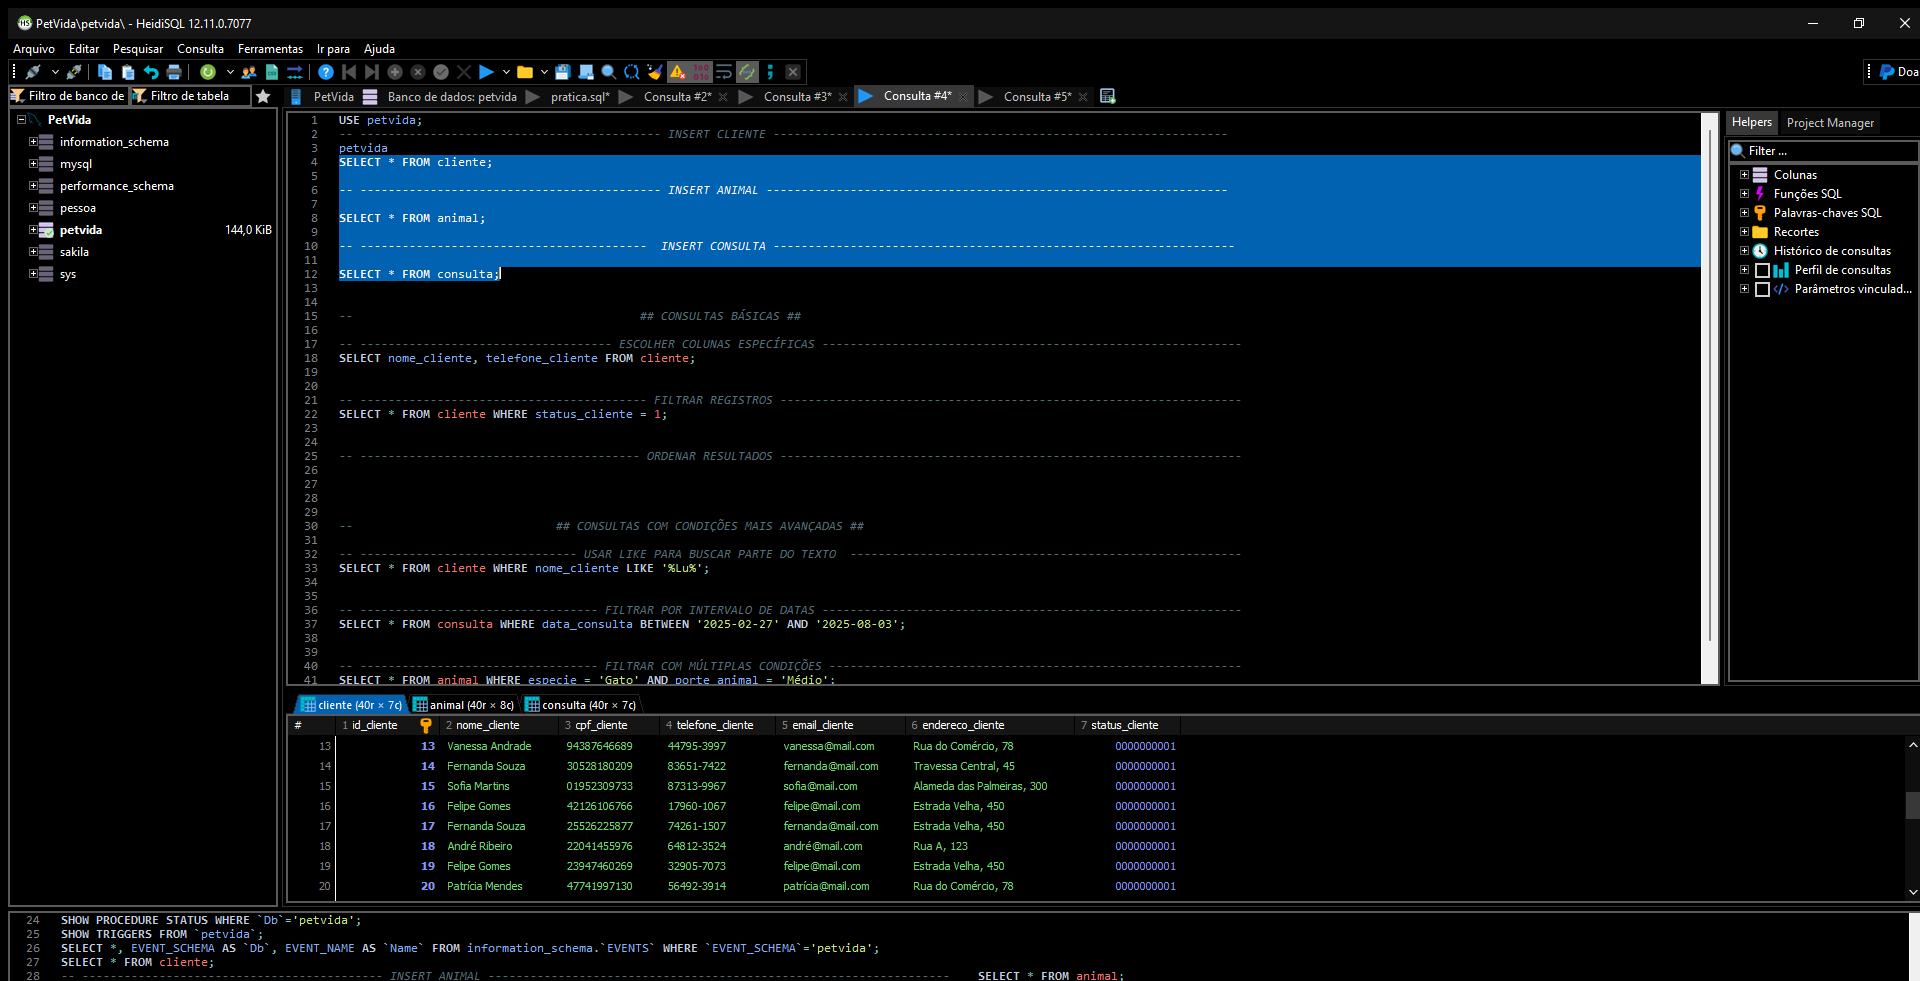 PetVida\petvida\ - HeidiSQL 12.11.0.7077
Arquivo Editar Pesquisar Consulta Ferramentas Ir para Ajuda
Doa
Filtro de banco de Filtro de tabela
PetVida Banco de dados: petvida pratica.sql* Consulta #2* Consulta #3* Consulta #4* Consulta #5*
PetVida
information_schema
mysql
performance_schema
pessoa
petvida 144,0 KiB
sakila
sys
1 USE petvida;
2 -- ------------------------------------------- INSERT CLIENTE -----------------------------------------------------------------
3 petvida
4 SELECT * FROM cliente;
5
6 -- ------------------------------------------- INSERT ANIMAL ------------------------------------------------------------------
7
8 SELECT * FROM animal;
9
10 -- ----------------------------------------- INSERT CONSULTA ------------------------------------------------------------------
11
12 SELECT * FROM consulta;
13
14
15 -- ## CONSULTAS BÁSICAS ##
16
17 -- ------------------------------------ ESCOLHER COLUNAS ESPECÍFICAS ------------------------------------------------------------
18 SELECT nome_cliente, telefone_cliente FROM cliente;
19
20
21 -- ----------------------------------------- FILTRAR REGISTROS ------------------------------------------------------------------
22 SELECT * FROM cliente WHERE status_cliente = 1;
23
24
25 -- ---------------------------------------- ORDENAR RESULTADOS ------------------------------------------------------------------
26
27
28
29
30 -- ## CONSULTAS COM CONDIÇÕES MAIS AVANÇADAS ##
31
32 -- ------------------------------- USAR LIKE PARA BUSCAR PARTE DO TEXTO --------------------------------------------------------
33 SELECT * FROM cliente WHERE nome_cliente LIKE '%Lu%';
34
35
36 -- ---------------------------------- FILTRAR POR INTERVALO DE DATAS ------------------------------------------------------------
37 SELECT * FROM consulta WHERE data_consulta BETWEEN '2025-02-27' AND '2025-08-03';
38
39
40 -- ---------------------------------- FILTRAR COM MÚLTIPLAS CONDIÇÕES -----------------------------------------------------------
41 SELECT * FROM animal WHERE especie = 'Gato' AND porte_animal = 'Médio';
Helpers Project Manager
Filter ...
Colunas
Funções SQL
Palavras-chaves SQL
Recortes
Histórico de consultas
Perfil de consultas
Parâmetros vinculad...
cliente (40r × 7c) animal (40r × 8c) consulta (40r × 7c)
# 1 id_cliente 2 nome_cliente 3 cpf_cliente 4 telefone_cliente 5 email_cliente 6 endereco_cliente 7 status_cliente
13 13 Vanessa Andrade 94387646689 44795-3997 vanessa@mail.com Rua do Comércio, 78 0000000001
14 14 Fernanda Souza 30528180209 83651-7422 fernanda@mail.com Travessa Central, 45 0000000001
15 15 Sofia Martins 01952309733 87313-9967 sofia@mail.com Alameda das Palmeiras, 300 0000000001
16 16 Felipe Gomes 42126106766 17960-1067 felipe@mail.com Estrada Velha, 450 0000000001
17 17 Fernanda Souza 25526225877 74261-1507 fernanda@mail.com Estrada Velha, 450 0000000001
18 18 André Ribeiro 22041455976 64812-3524 andré@mail.com Rua A, 123 0000000001
19 19 Felipe Gomes 23947460269 32905-7073 felipe@mail.com Estrada Velha, 450 0000000001
20 20 Patrícia Mendes 47741997130 56492-3914 patrícia@mail.com Rua do Comércio, 78 0000000001
24 SHOW PROCEDURE STATUS WHERE `Db`='petvida';
25 SHOW TRIGGERS FROM `petvida`;
26 SELECT *, EVENT_SCHEMA AS `Db`, EVENT_NAME AS `Name` FROM information_schema.`EVENTS` WHERE `EVENT_SCHEMA`='petvida';
27 SELECT * FROM cliente;
28 -- ------------------------------------------- INSERT ANIMAL ------------------------------------------------------------------ SELECT * FROM animal;